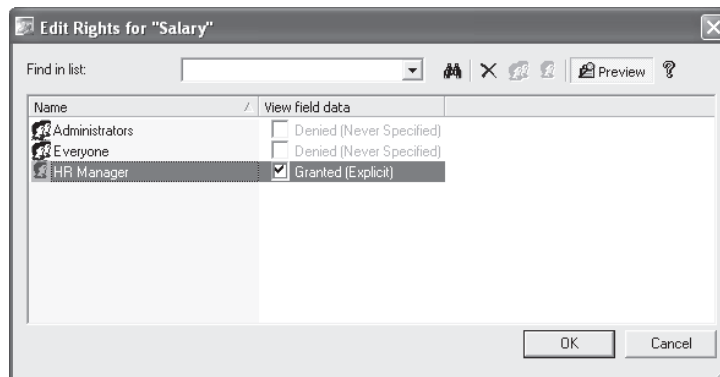 Edit Rights for "Salary"
Find in list:
Preview
Name View field data
Administrators Denied (Never Specified)
Everyone Denied (Never Specified)
HR Manager Granted (Explicit)
OK Cancel